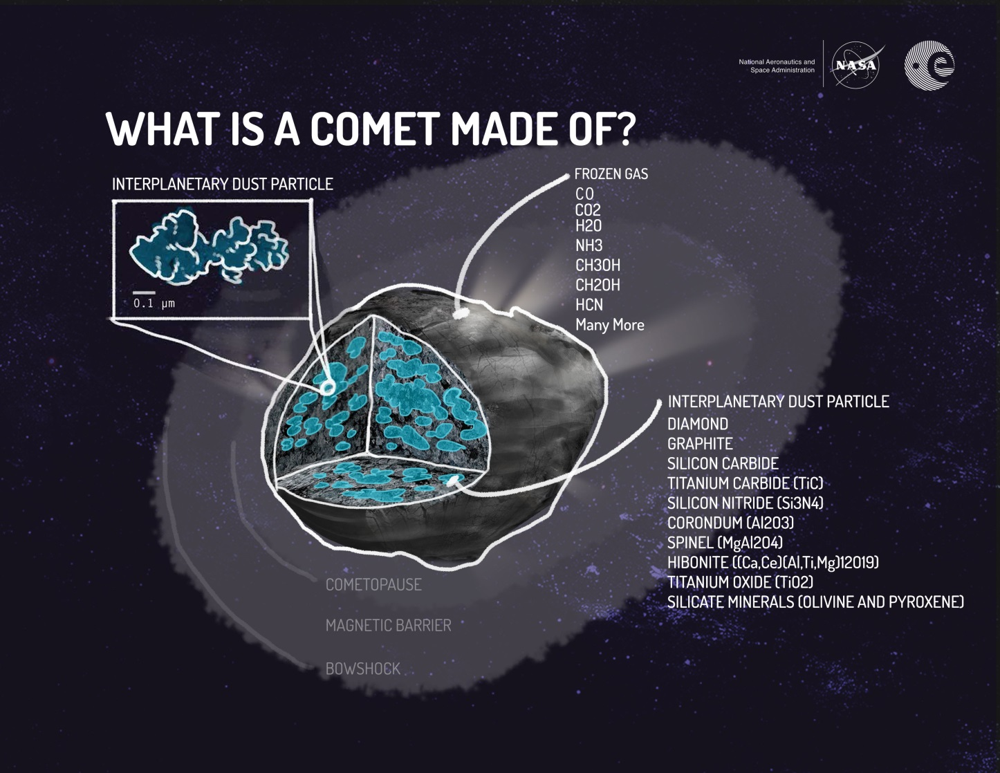 National Aeronautics and
Space Administration
NASA
esa
WHAT IS A COMET MADE OF?
INTERPLANETARY DUST PARTICLE
0.1 µm
FROZEN GAS
CO
CO2
H2O
NH3
CH3OH
CH2OH
HCN
Many More
INTERPLANETARY DUST PARTICLE
DIAMOND
GRAPHITE
SILICON CARBIDE
TITANIUM CARBIDE (TiC)
SILICON NITRIDE (Si3N4)
CORONDUM (Al2O3)
SPINEL (MgAl2O4)
HIBONITE ((Ca,Ce)(Al,Ti,Mg)12O19)
TITANIUM OXIDE (TiO2)
SILICATE MINERALS (OLIVINE AND PYROXENE)
COMETOPAUSE
MAGNETIC BARRIER
BOWSHOCK